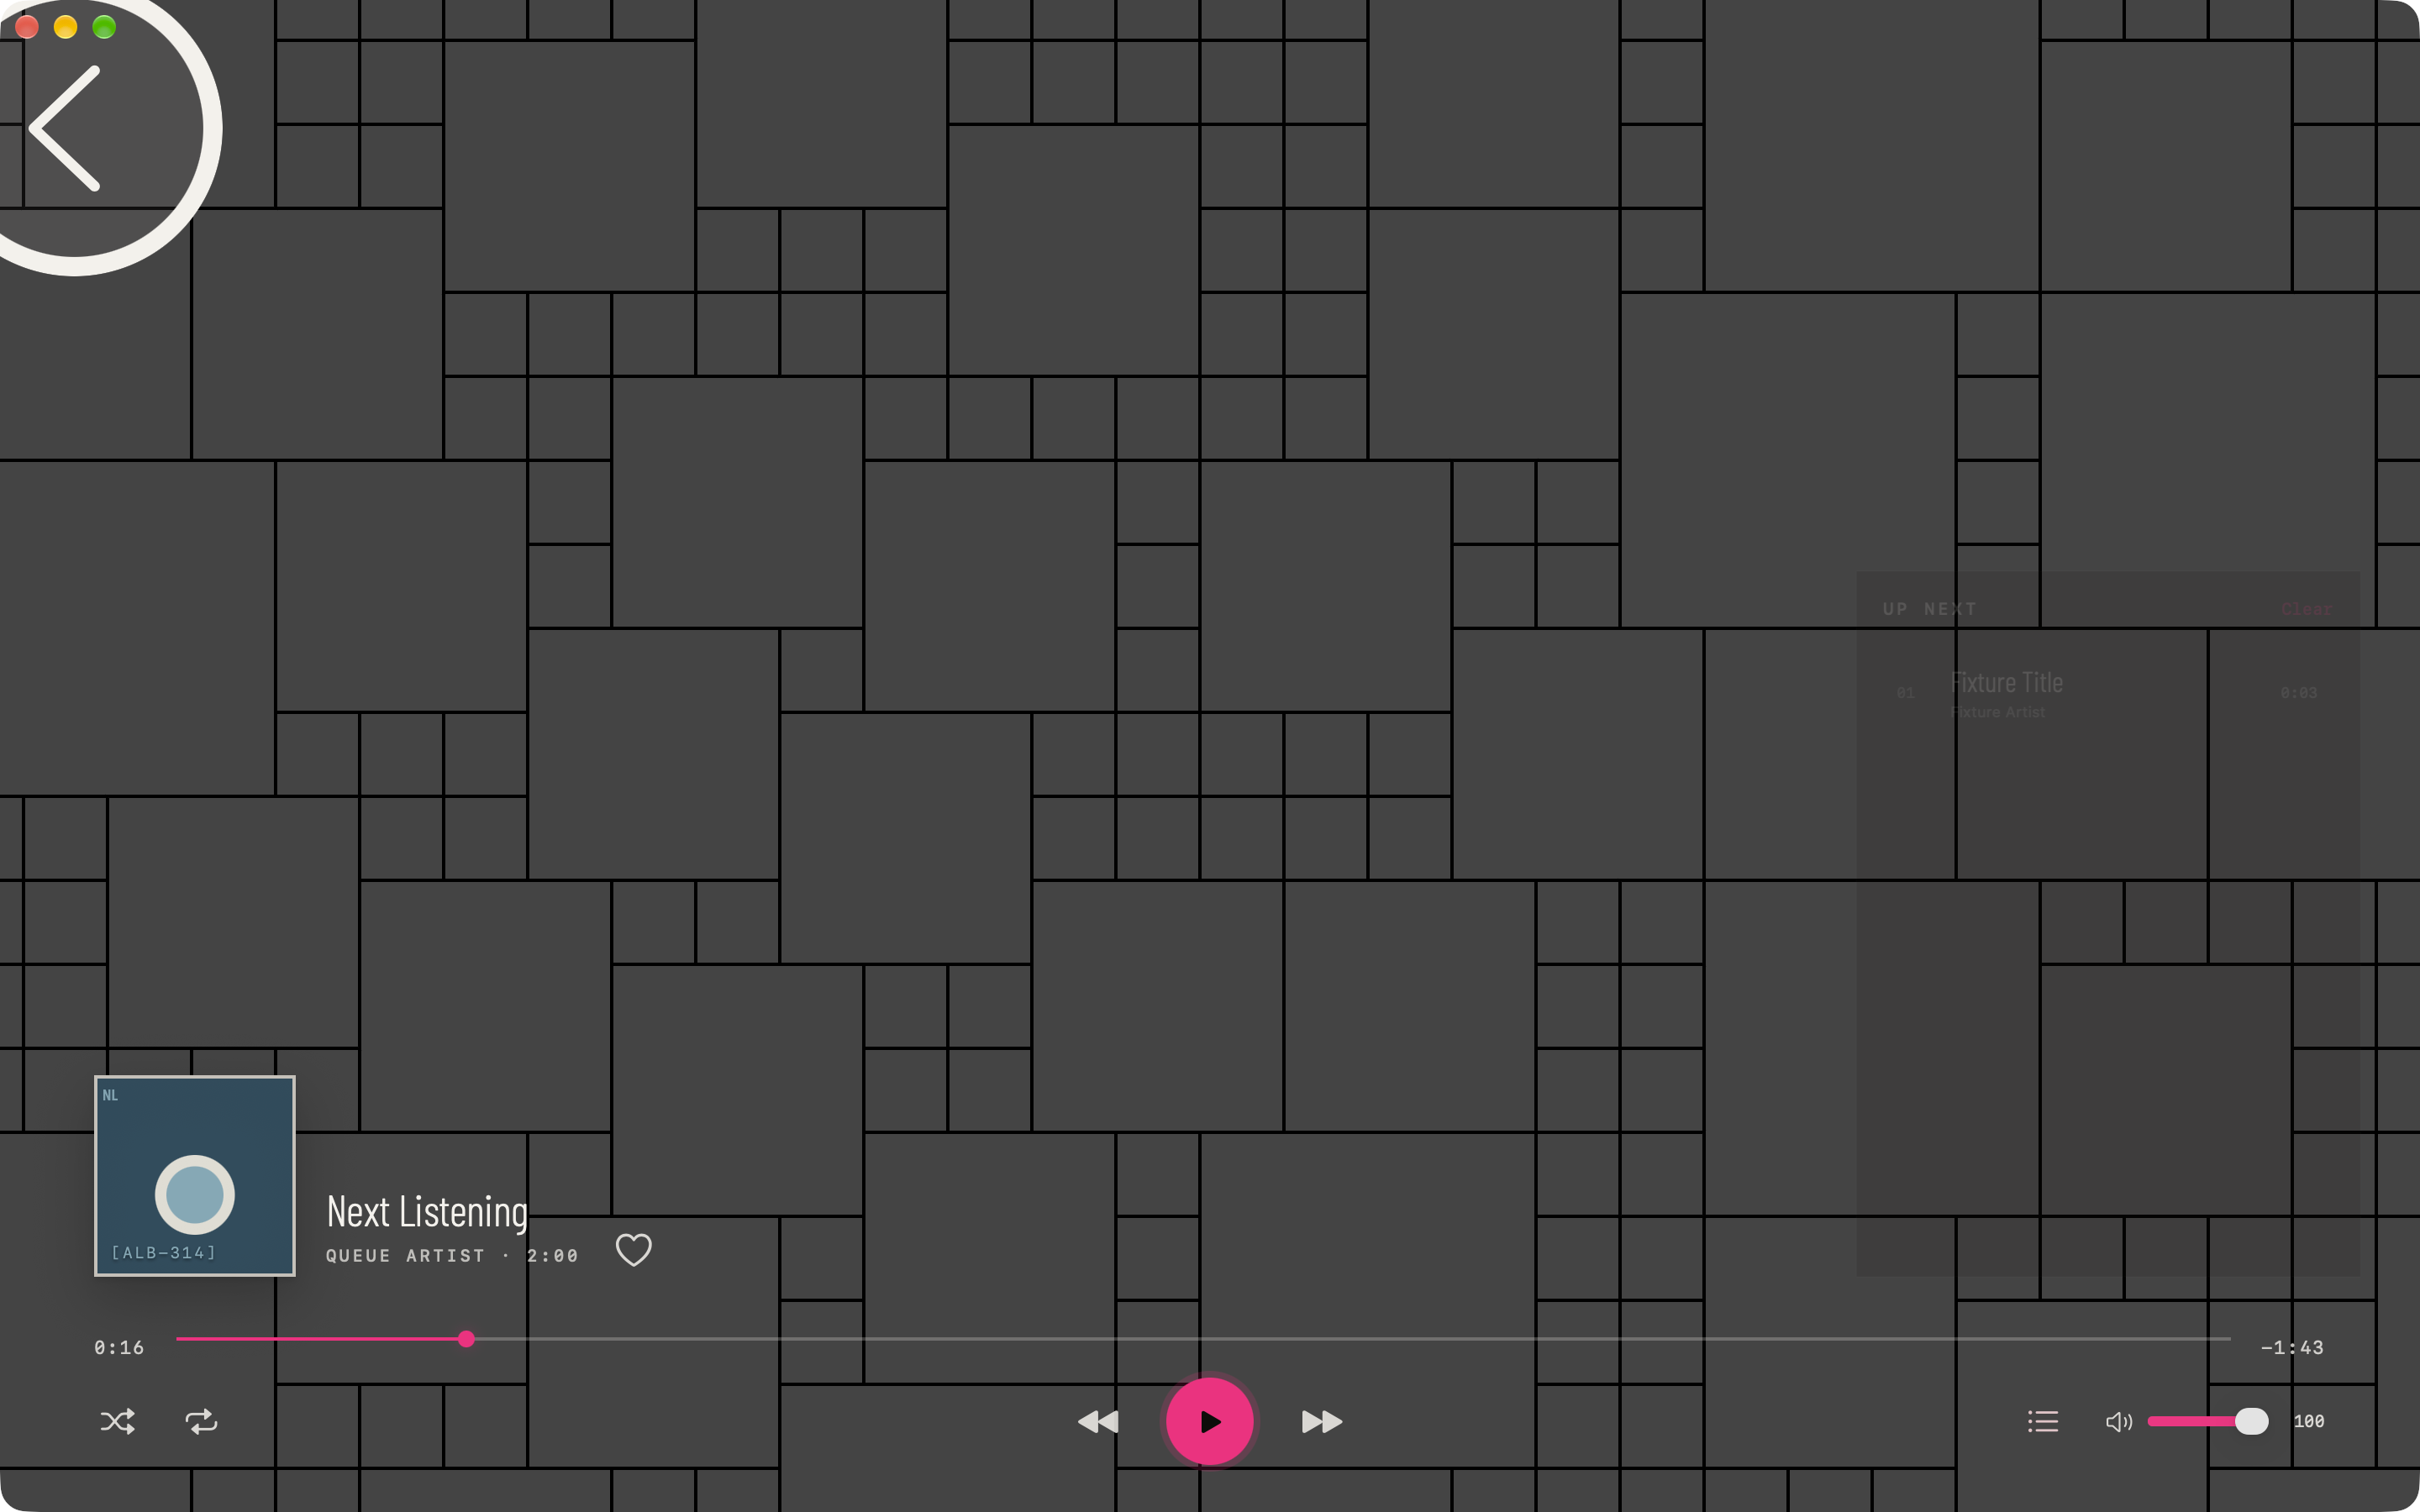 UP NEXT Clear
01 Fixture Title 0:03
Fixture Artist
NL
[ALB—314]
Next Listening
QUEUE ARTIST · 2:00
0:16 −1:43
100